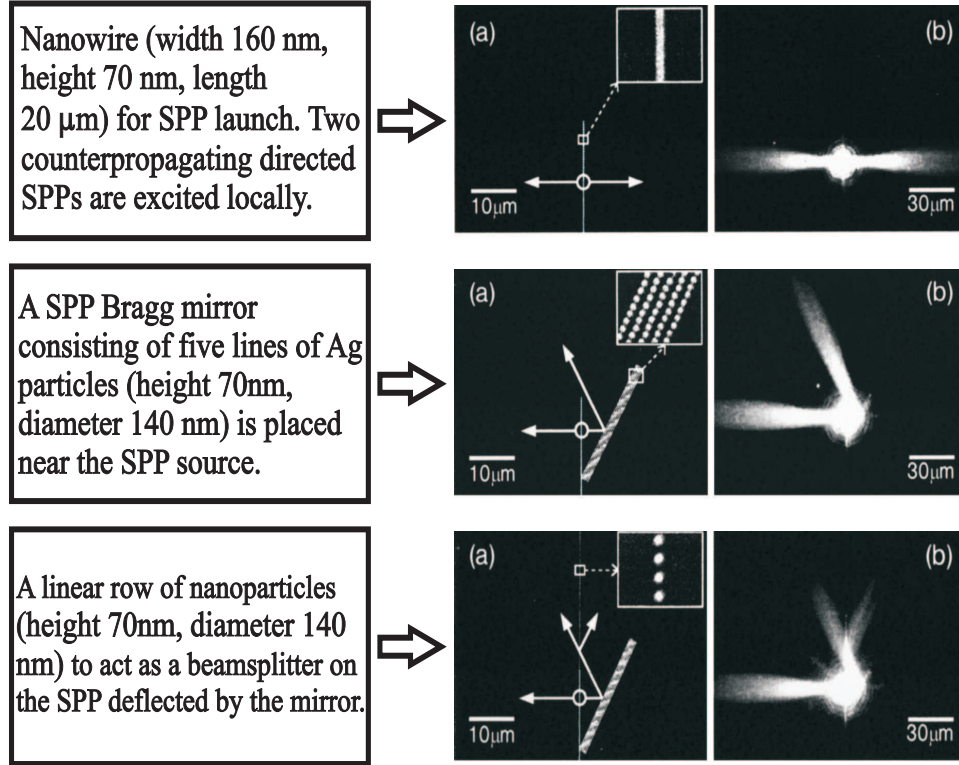 Nanowire (width 160 nm,
height 70 nm, length
20 μm) for SPP launch. Two
counterpropagating directed
SPPs are excited locally.
(a)
10μm
(b)
30μm
A SPP Bragg mirror
consisting of five lines of Ag
particles (height 70nm,
diameter 140 nm) is placed
near the SPP source.
(a)
10μm
(b)
30μm
A linear row of nanoparticles
(height 70nm, diameter 140
nm) to act as a beamsplitter on
the SPP deflected by the mirror.
(a)
10μm
(b)
30μm